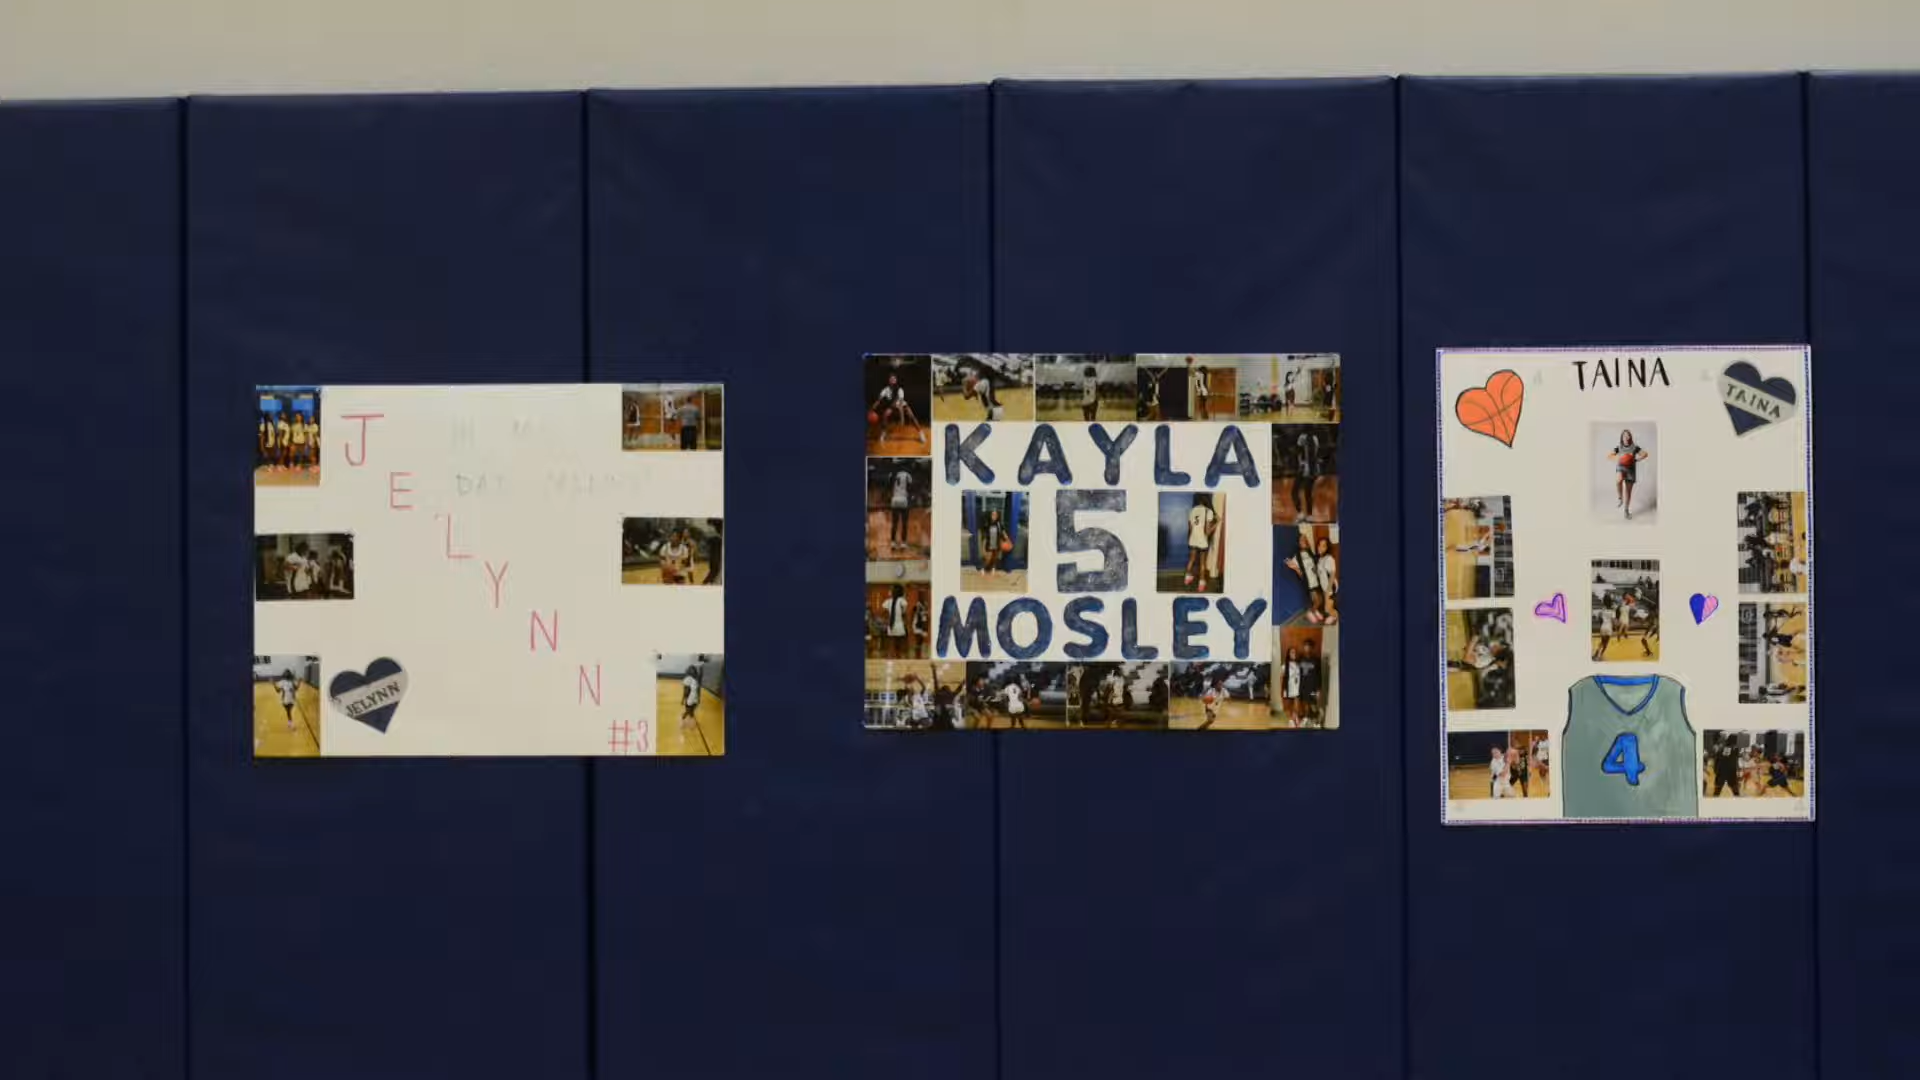 JELYNN
#3
JELYNN
KAYLA
5
MOSLEY
TAINA
TAINA
4